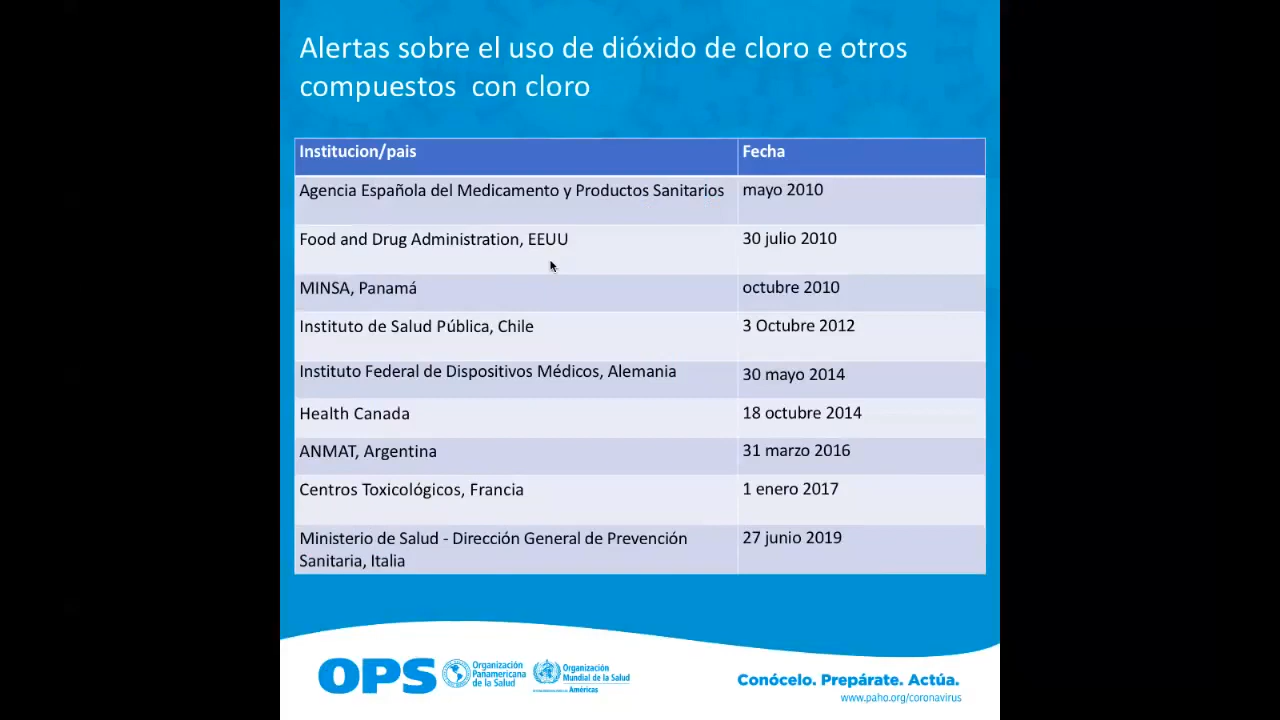 Alertas sobre el uso de dióxido de cloro e otros
compuestos con cloro
Institucion/pais Fecha
Agencia Española del Medicamento y Productos Sanitarios mayo 2010
Food and Drug Administration, EEUU 30 julio 2010
MINSA, Panamá octubre 2010
Instituto de Salud Pública, Chile 3 Octubre 2012
Instituto Federal de Dispositivos Médicos, Alemania 30 mayo 2014
Health Canada 18 octubre 2014
ANMAT, Argentina 31 marzo 2016
Centros Toxicológicos, Francia 1 enero 2017
Ministerio de Salud - Dirección General de Prevención 27 junio 2019
Sanitaria, Italia
OPS
Organización
Panamericana
de la Salud
Organización
Mundial de la Salud
Américas
Conócelo. Prepárate. Actúa.
www.paho.org/coronavirus